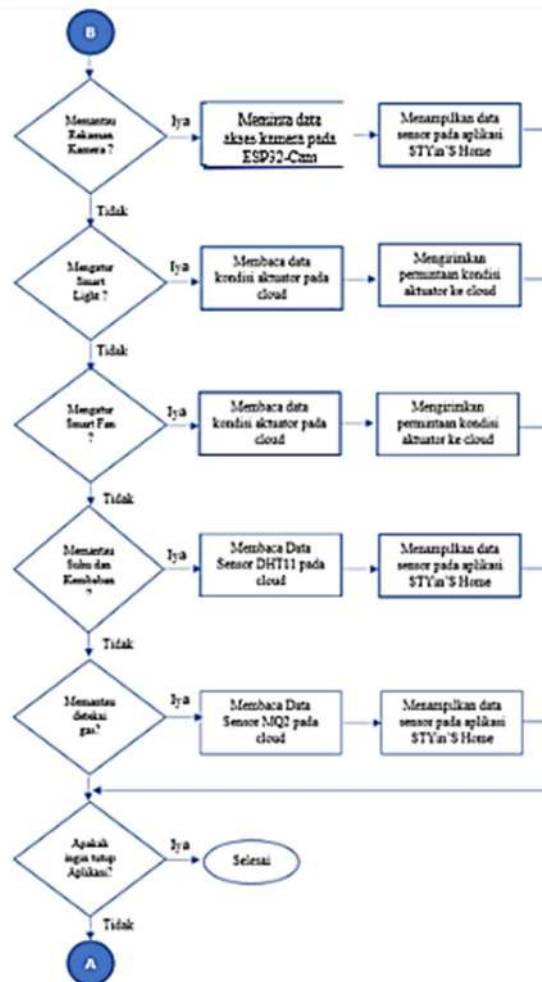 B
Memantau
Rekaman
Kamera ?
Iya
Meminta data
akses kamera pada
ESP32-Cam
Menampilkan data
sensor pada aplikasi
STYin'S Home
Tidak
Mengatur
Smart
Light ?
Iya
Membaca data
kondisi aktuator pada
cloud
Mengirimkan
permintaan kondisi
aktuator ke cloud
Tidak
Mengatur
Smart Fan
?
Iya
Membaca data
kondisi aktuator pada
cloud
Mengirimkan
permintaan kondisi
aktuator ke cloud
Tidak
Memantau
Suhu dan
Kembaban
?
Iya
Membaca Data
Sensor DHT11 pada
cloud
Menampilkan data
sensor pada aplikasi
STYin'S Home
Tidak
Memantau
deteksi
gas?
Iya
Membaca Data
Sensor MQ2 pada
cloud
Menampilkan data
sensor pada aplikasi
STYin'S Home
Apakah
ingin tutup
Aplikasi?
Iya
Selesai
Tidak
A